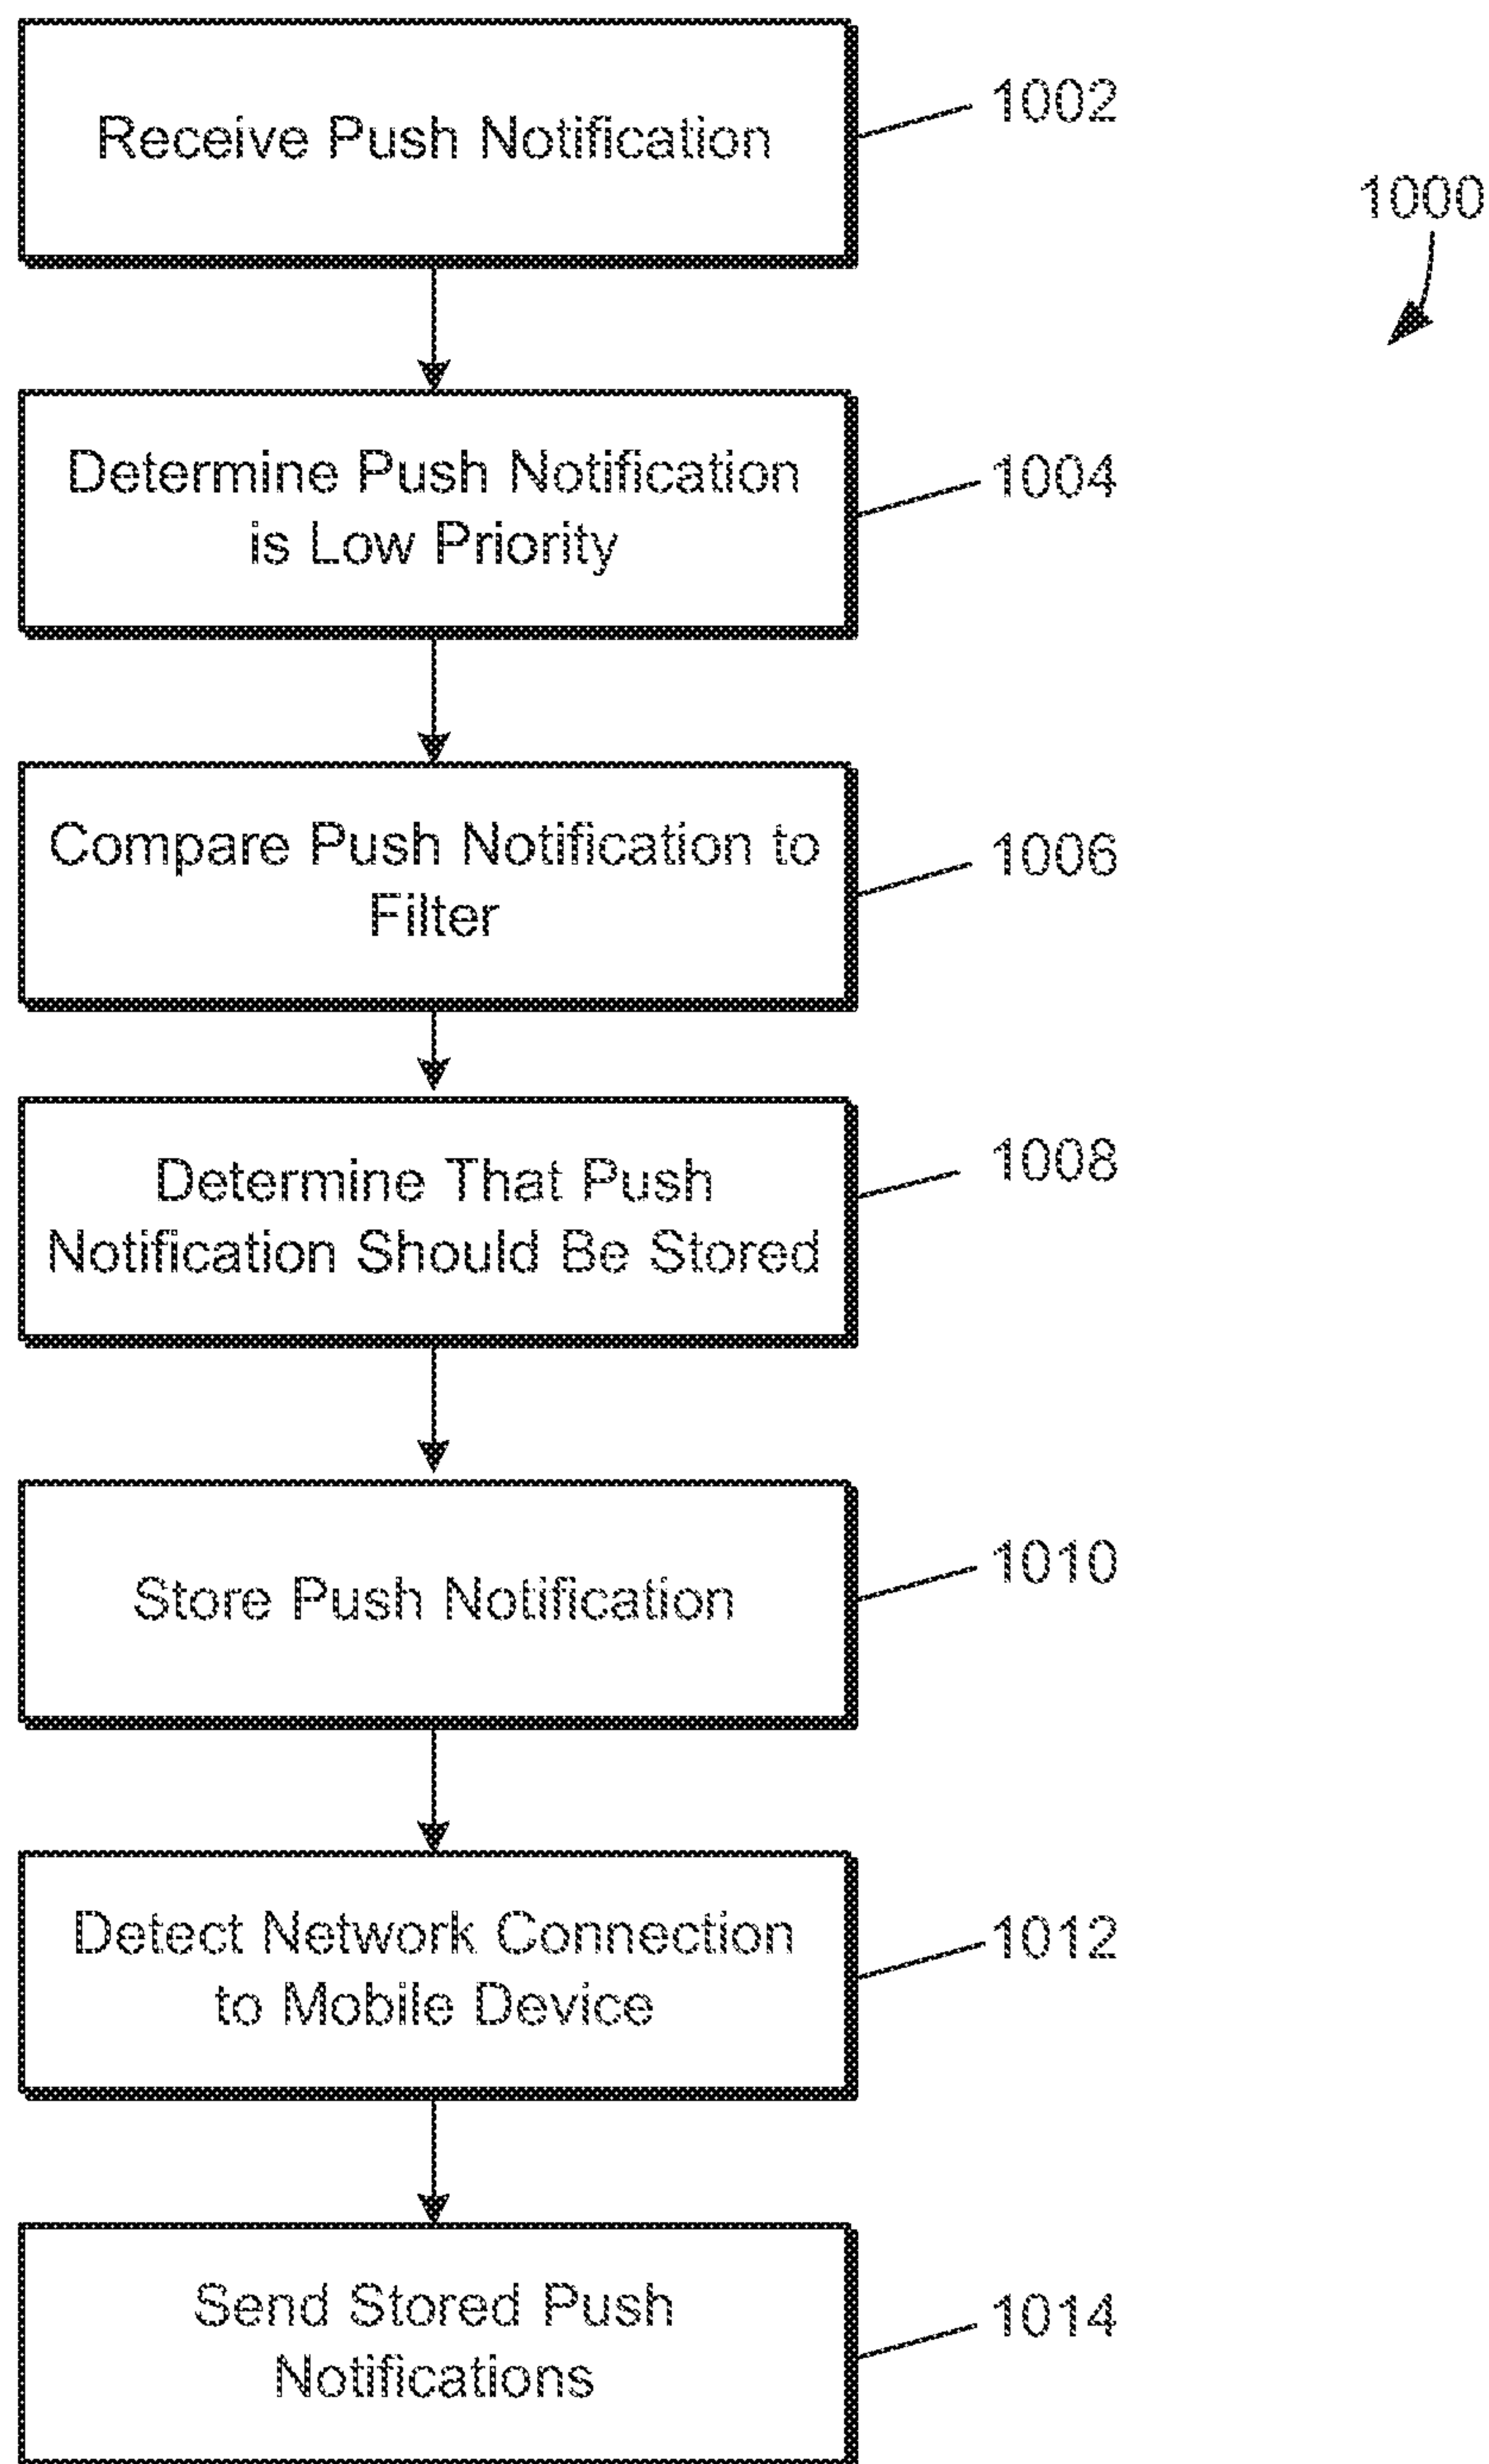 Receive Push Notification
1002
1000
Determine Push Notification
is Low Priority
1004
Compare Push Notification to
Filter
1006
Determine That Push
Notification Should Be Stored
1008
Store Push Notification
1010
Detect Network Connection
to Mobile Device
1012
Send Stored Push
Notifications
1014